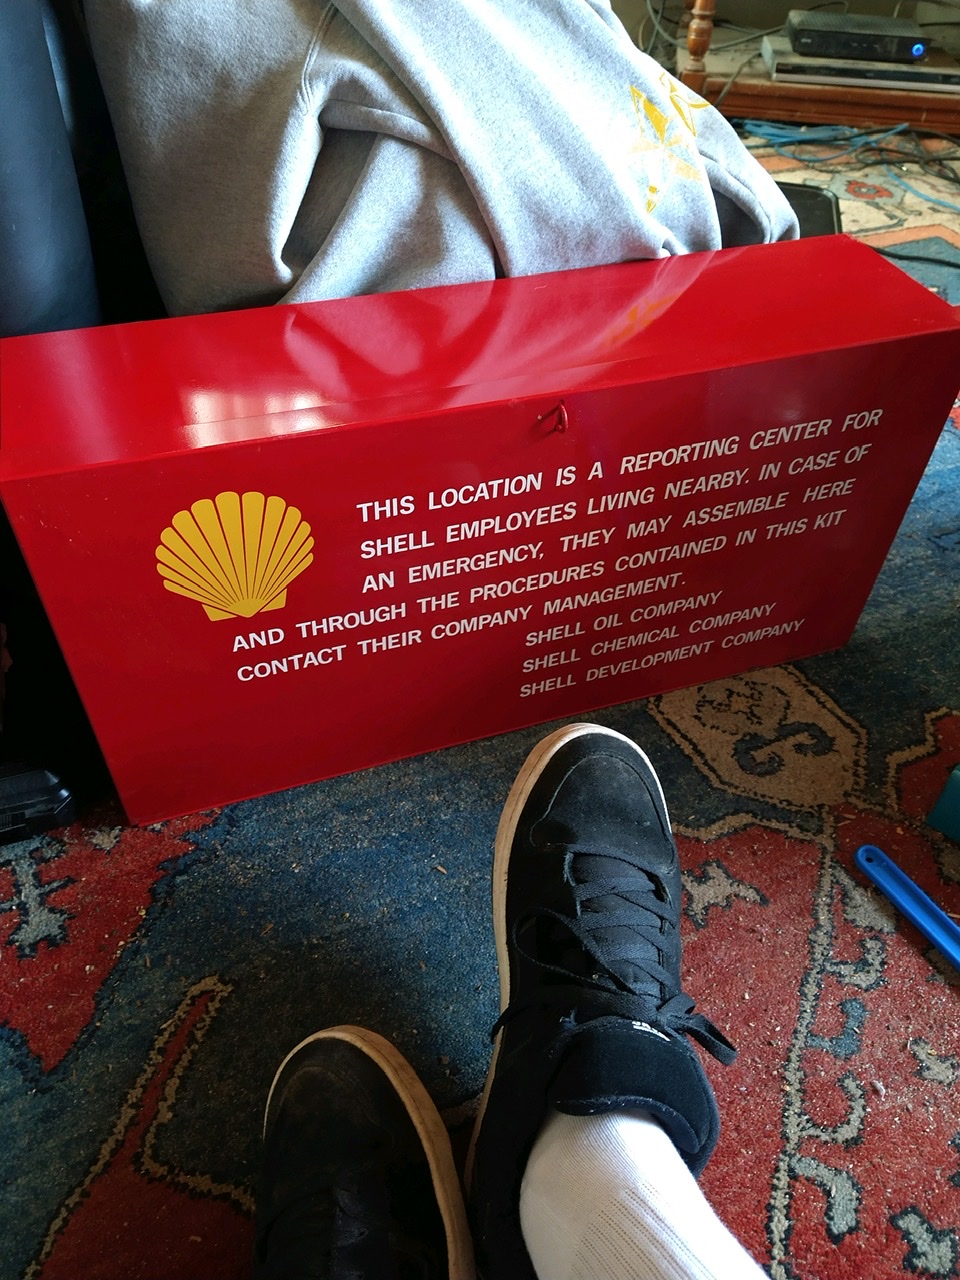 THIS LOCATION IS A REPORTING CENTER FOR
SHELL EMPLOYEES LIVING NEARBY. IN CASE OF
AN EMERGENCY, THEY MAY ASSEMBLE HERE
AND THROUGH THE PROCEDURES CONTAINED IN THIS KIT
CONTACT THEIR COMPANY MANAGEMENT.
SHELL OIL COMPANY
SHELL CHEMICAL COMPANY
SHELL DEVELOPMENT COMPANY